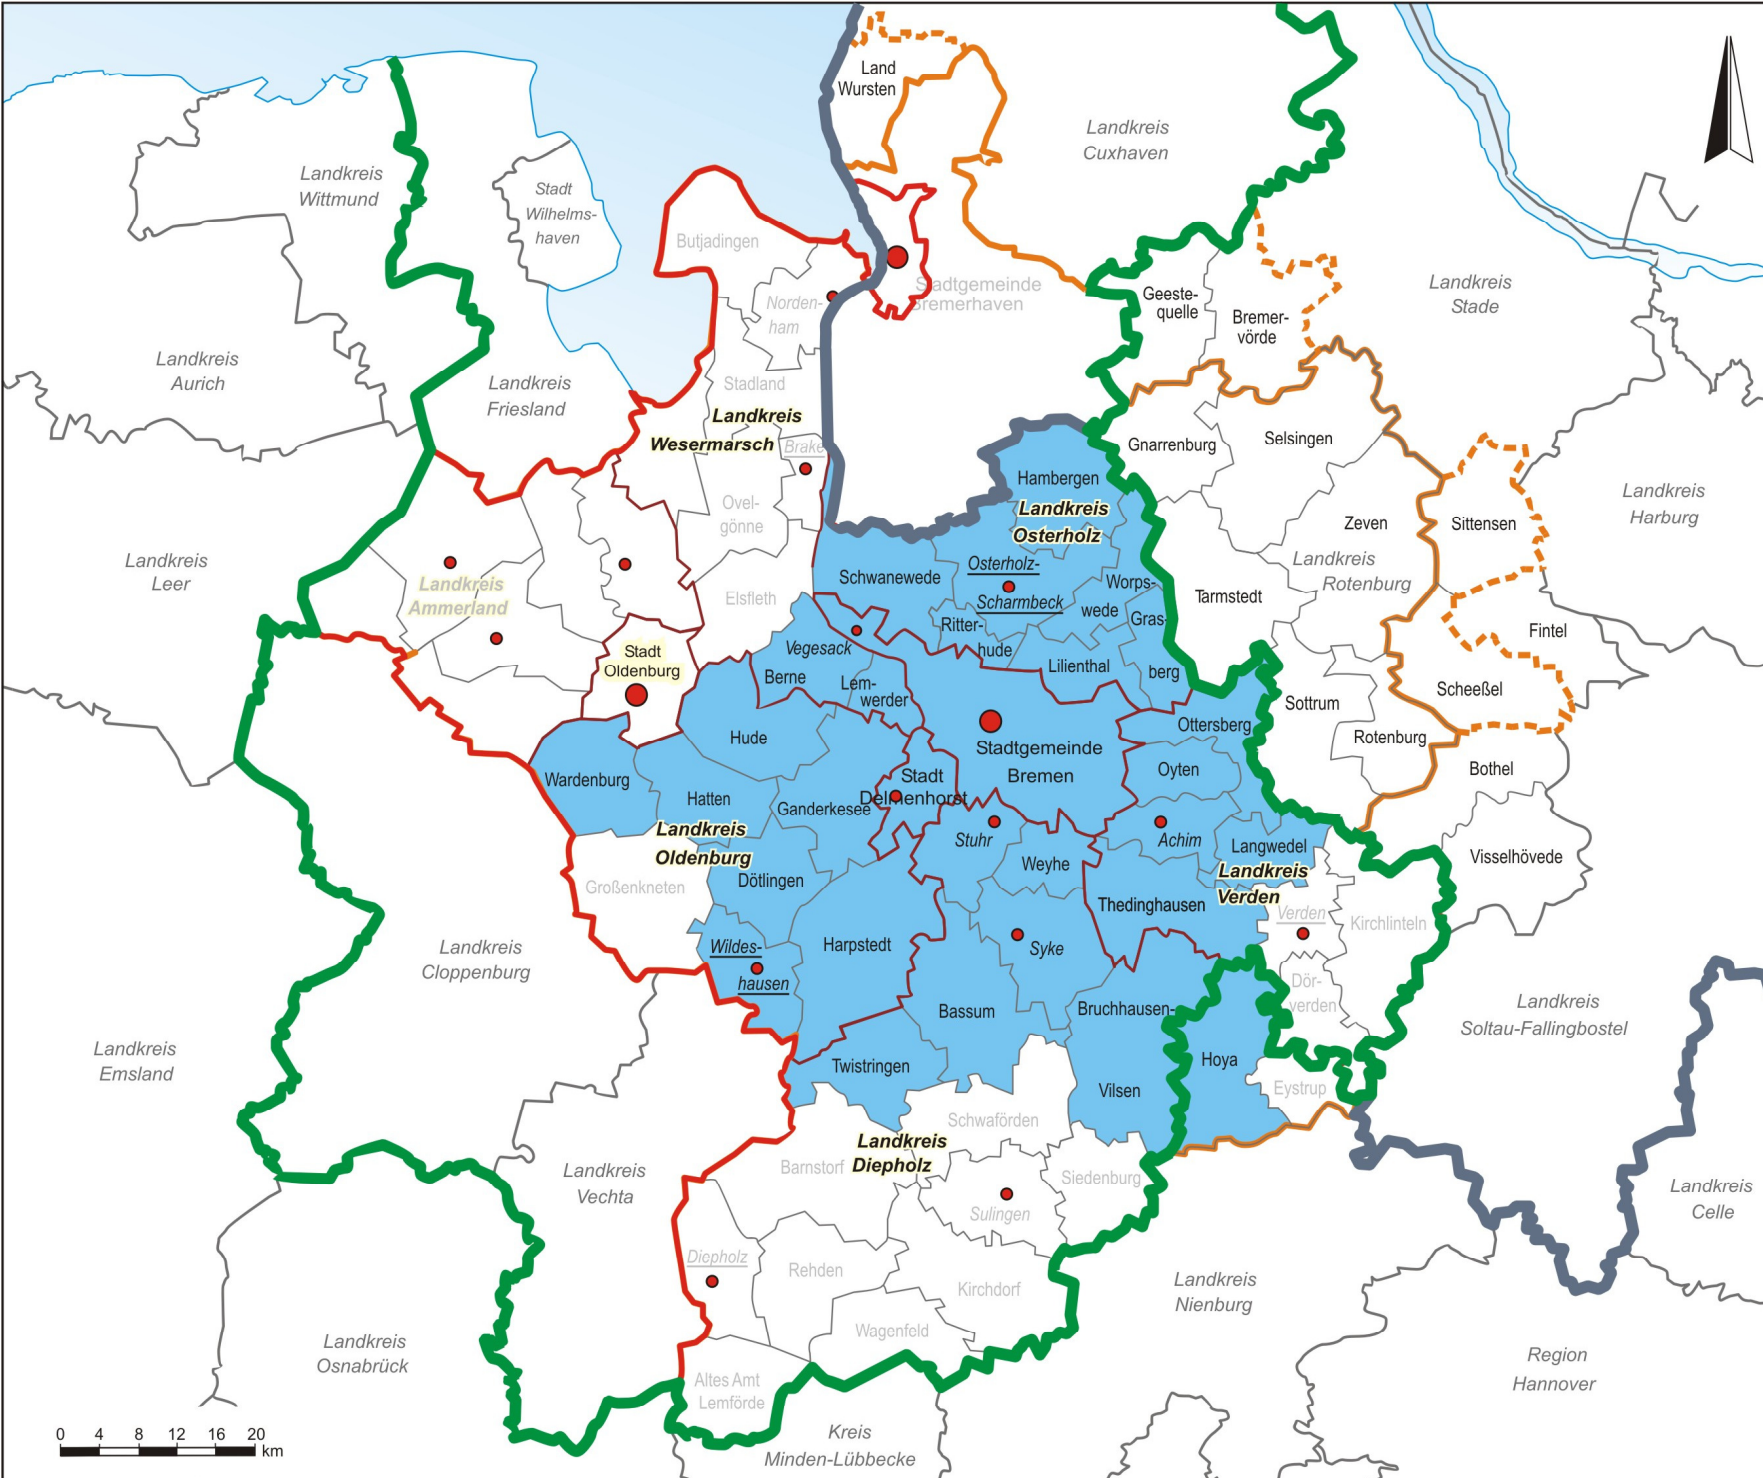 Land
Wursten
Landkreis
Cuxhaven
Landkreis
Wittmund
Stadt
Wilhelms-
haven
Butjadingen
Norden-
ham
Stadtgemeinde
Bremerhaven
Geeste-
quelle
Bremer-
vörde
Landkreis
Stade
Landkreis
Aurich
Landkreis
Friesland
Stadland
Landkreis
Wesermarsch
Brake
Gnarrenburg
Selsingen
Hambergen
Landkreis
Osterholz
Ovel-
gönne
Zeven
Sittensen
Landkreis
Harburg
Landkreis
Leer
Landkreis
Ammerland
Schwanewede
Osterholz-
Scharmbeck
Worps-
wede
Landkreis
Rotenburg
Tarmstedt
Elsfleth
Ritter-
hude
Gras-
berg
Fintel
Stadt
Oldenburg
Vegesack
Berne
Lem-
werder
Lilienthal
Scheeßel
Sottrum
Rotenburg
Ottersberg
Hude
Stadtgemeinde
Bremen
Oyten
Bothel
Wardenburg
Hatten
Ganderkesee
Stadt
Delmenhorst
Landkreis
Oldenburg
Stuhr
Weyhe
Achim
Langwedel
Landkreis
Verden
Visselhövede
Großenkneten
Dötlingen
Thedinghausen
Verden
Kirchlinteln
Landkreis
Cloppenburg
Wildes-
hausen
Harpstedt
Syke
Dör-
verden
Landkreis
Soltau-Fallingbostel
Bassum
Bruchhausen-
Vilsen
Hoya
Eystrup
Landkreis
Emsland
Twistringen
Schwaförden
Landkreis
Diepholz
Barnstorf
Siedenburg
Landkreis
Vechta
Sulingen
Landkreis
Celle
Diepholz
Rehden
Kirchdorf
Landkreis
Nienburg
Wagenfeld
Landkreis
Osnabrück
Altes Amt
Lemförde
Region
Hannover
Kreis
Minden-Lübbecke
0 4 8 12 16 20
km